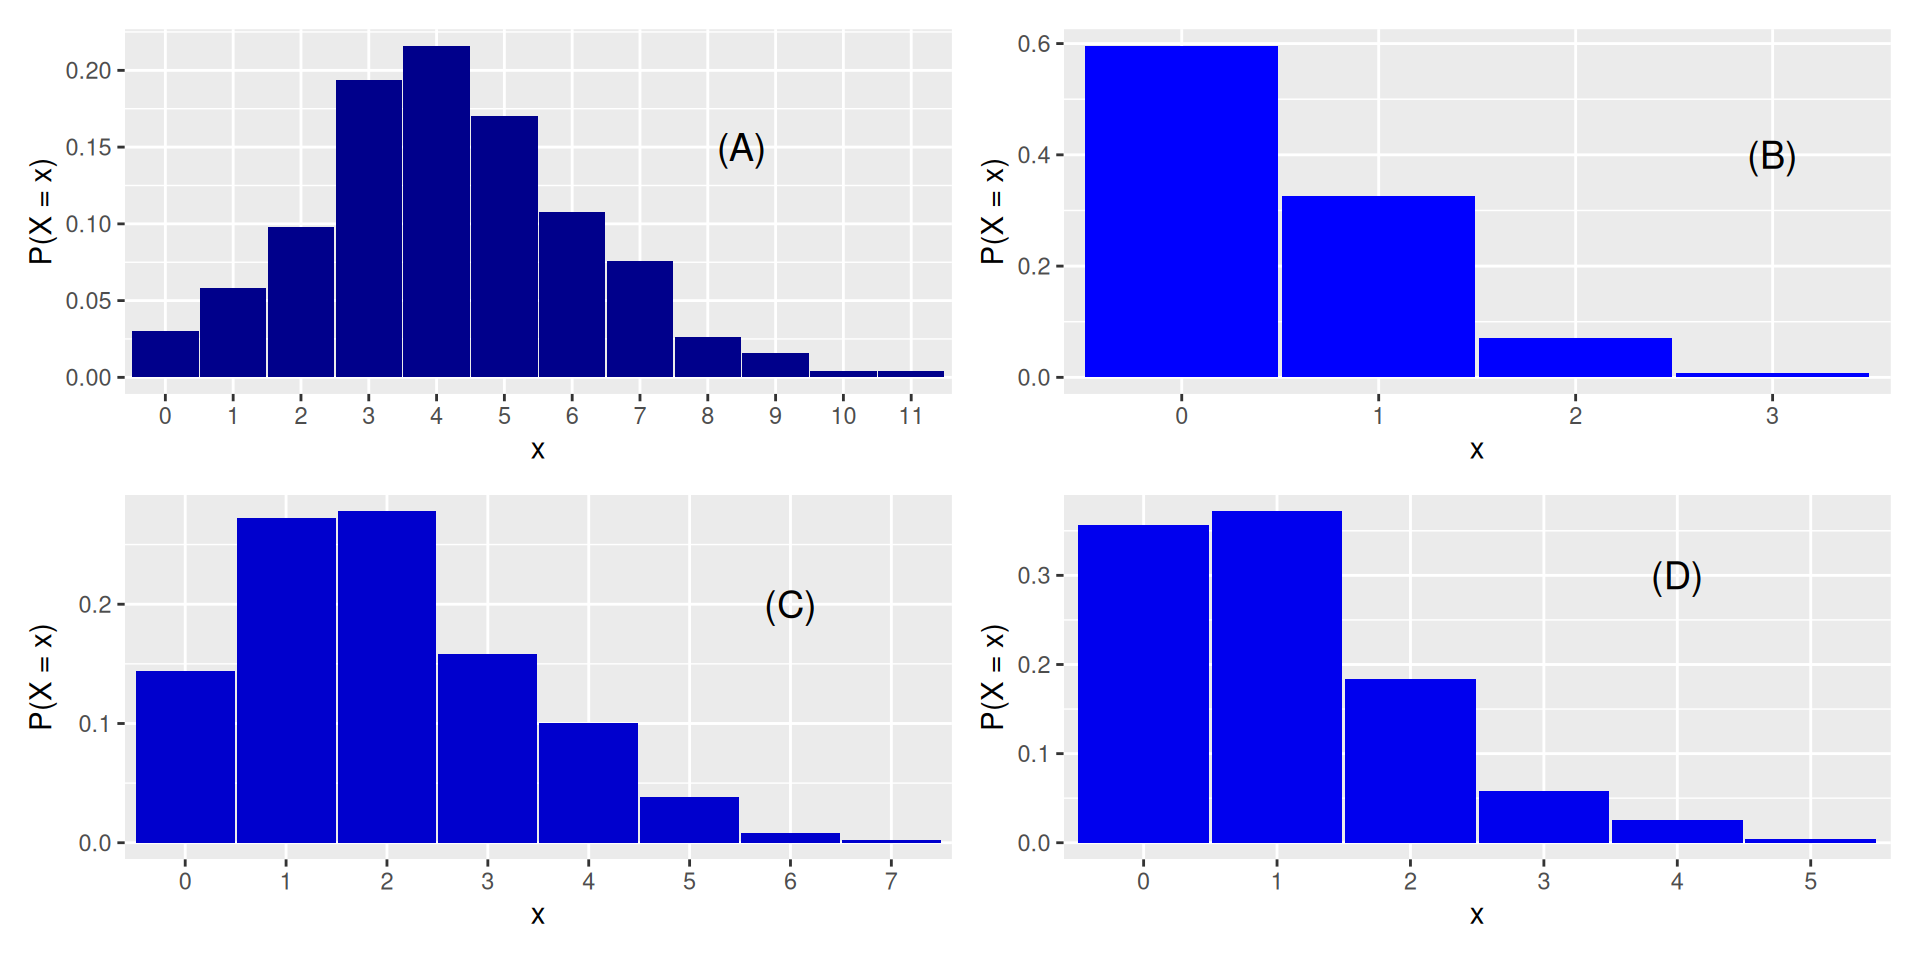 P(X = x)
0.20
0.15
0.10
0.05
0.00
(A)
0 1 2 3 4 5 6 7 8 9 10 11
x
P(X = x)
0.6
0.4
0.2
0.0
(B)
0 1 2 3
x
P(X = x)
0.2
0.1
0.0
(C)
0 1 2 3 4 5 6 7
x
P(X = x)
0.3
0.2
0.1
0.0
(D)
0 1 2 3 4 5
x